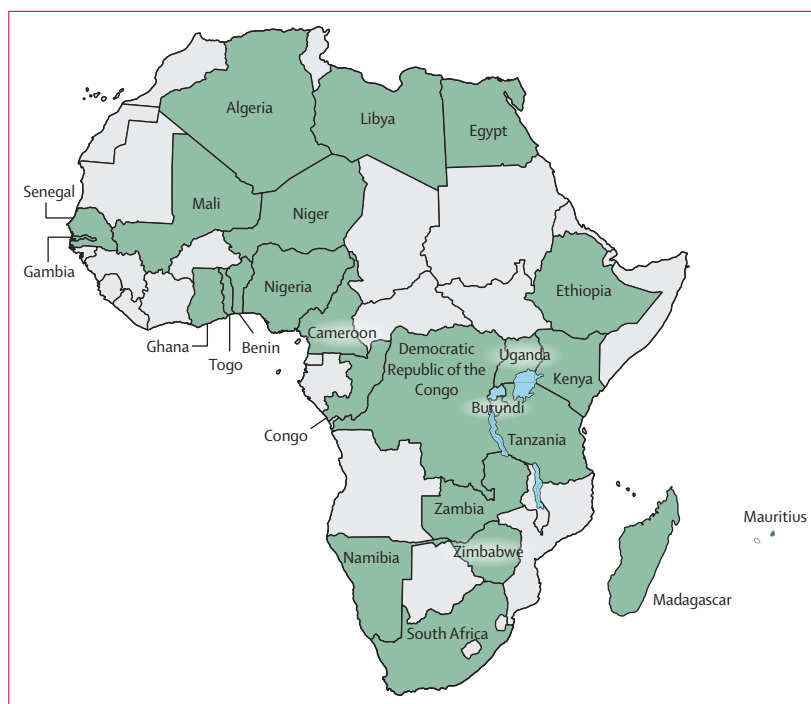 Algeria
Libya
Egypt
Senegal
Mali
Niger
Gambia
Nigeria
Ethiopia
Ghana
Togo
Benin
Cameroon
Democratic
Republic of the
Congo
Uganda
Kenya
Burundi
Congo
Tanzania
Zambia
Mauritius
Namibia
Zimbabwe
Madagascar
South Africa